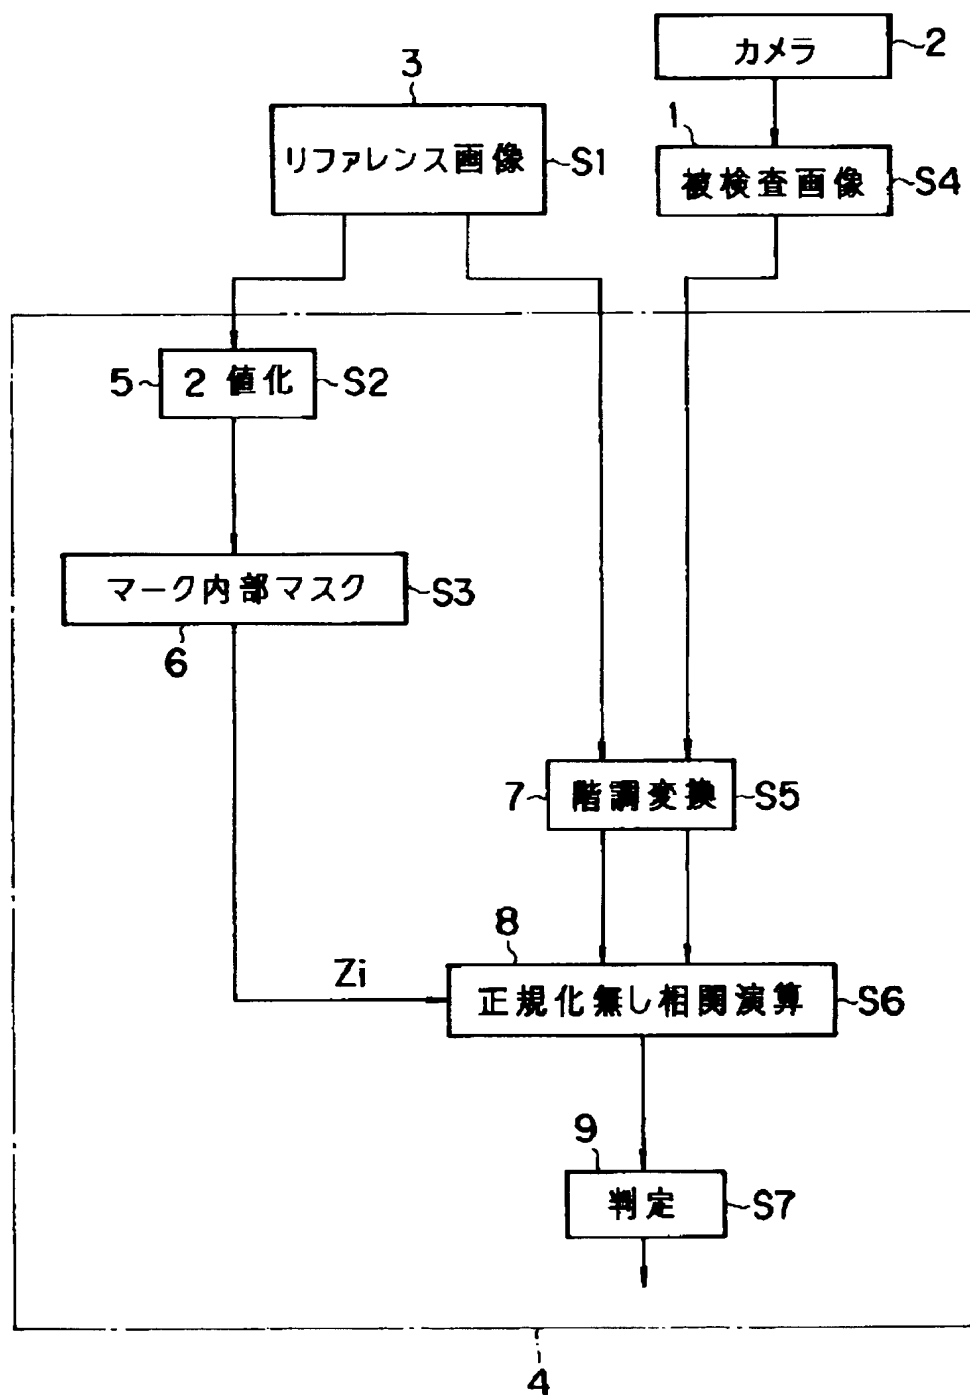 カメラ
2
3
1
リファレンス画像
S1
被検査画像
S4
5
2値化
S2
マーク内部マスク
S3
6
7
階調変換
S5
8
Zi
正規化無し相関演算
S6
9
判定
S7
4